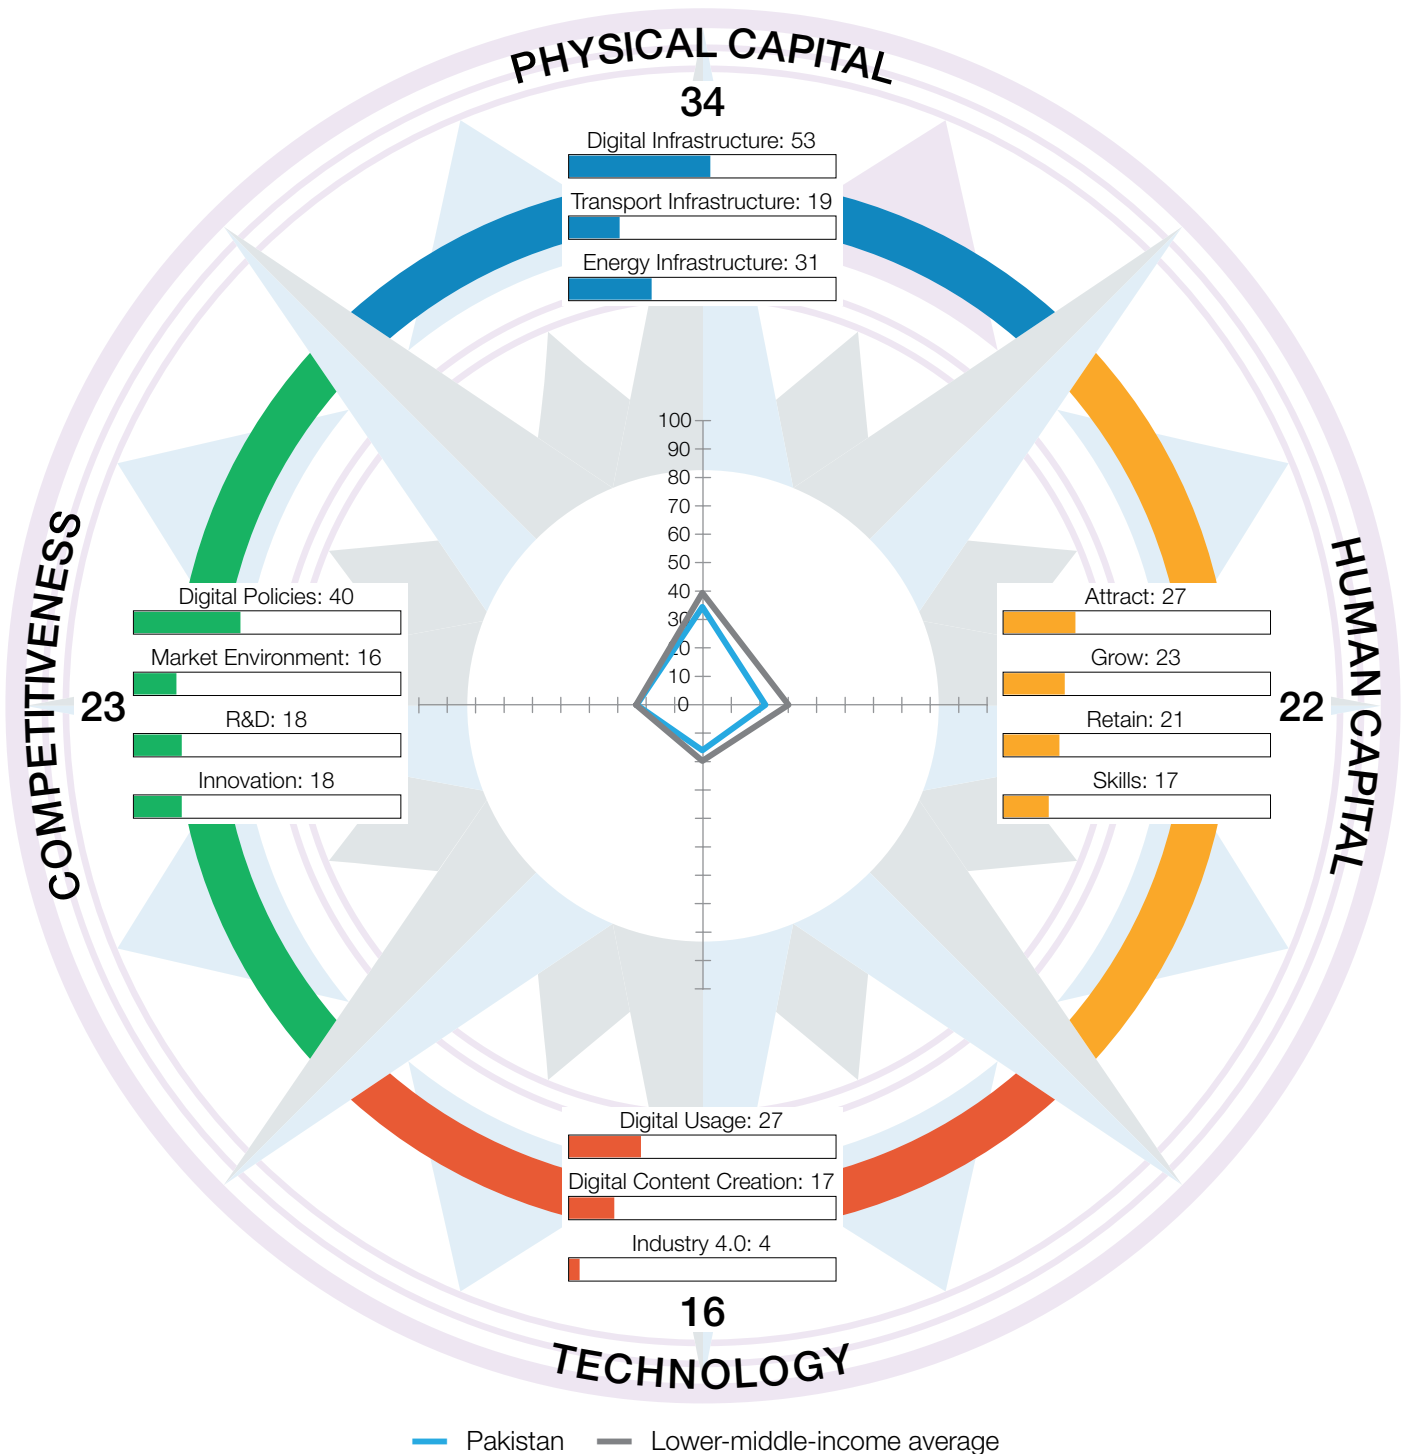 PHYSICAL CAPITAL
34
Digital Infrastructure: 53
Transport Infrastructure: 19
Energy Infrastructure: 31
100
90
80
70
60
50
40
30
20
10
0
COMPETITIVENESS
23
Digital Policies: 40
Market Environment: 16
R&D: 18
Innovation: 18
HUMAN CAPITAL
22
Attract: 27
Grow: 23
Retain: 21
Skills: 17
Digital Usage: 27
Digital Content Creation: 17
Industry 4.0: 4
16
TECHNOLOGY
Pakistan
Lower-middle-income average